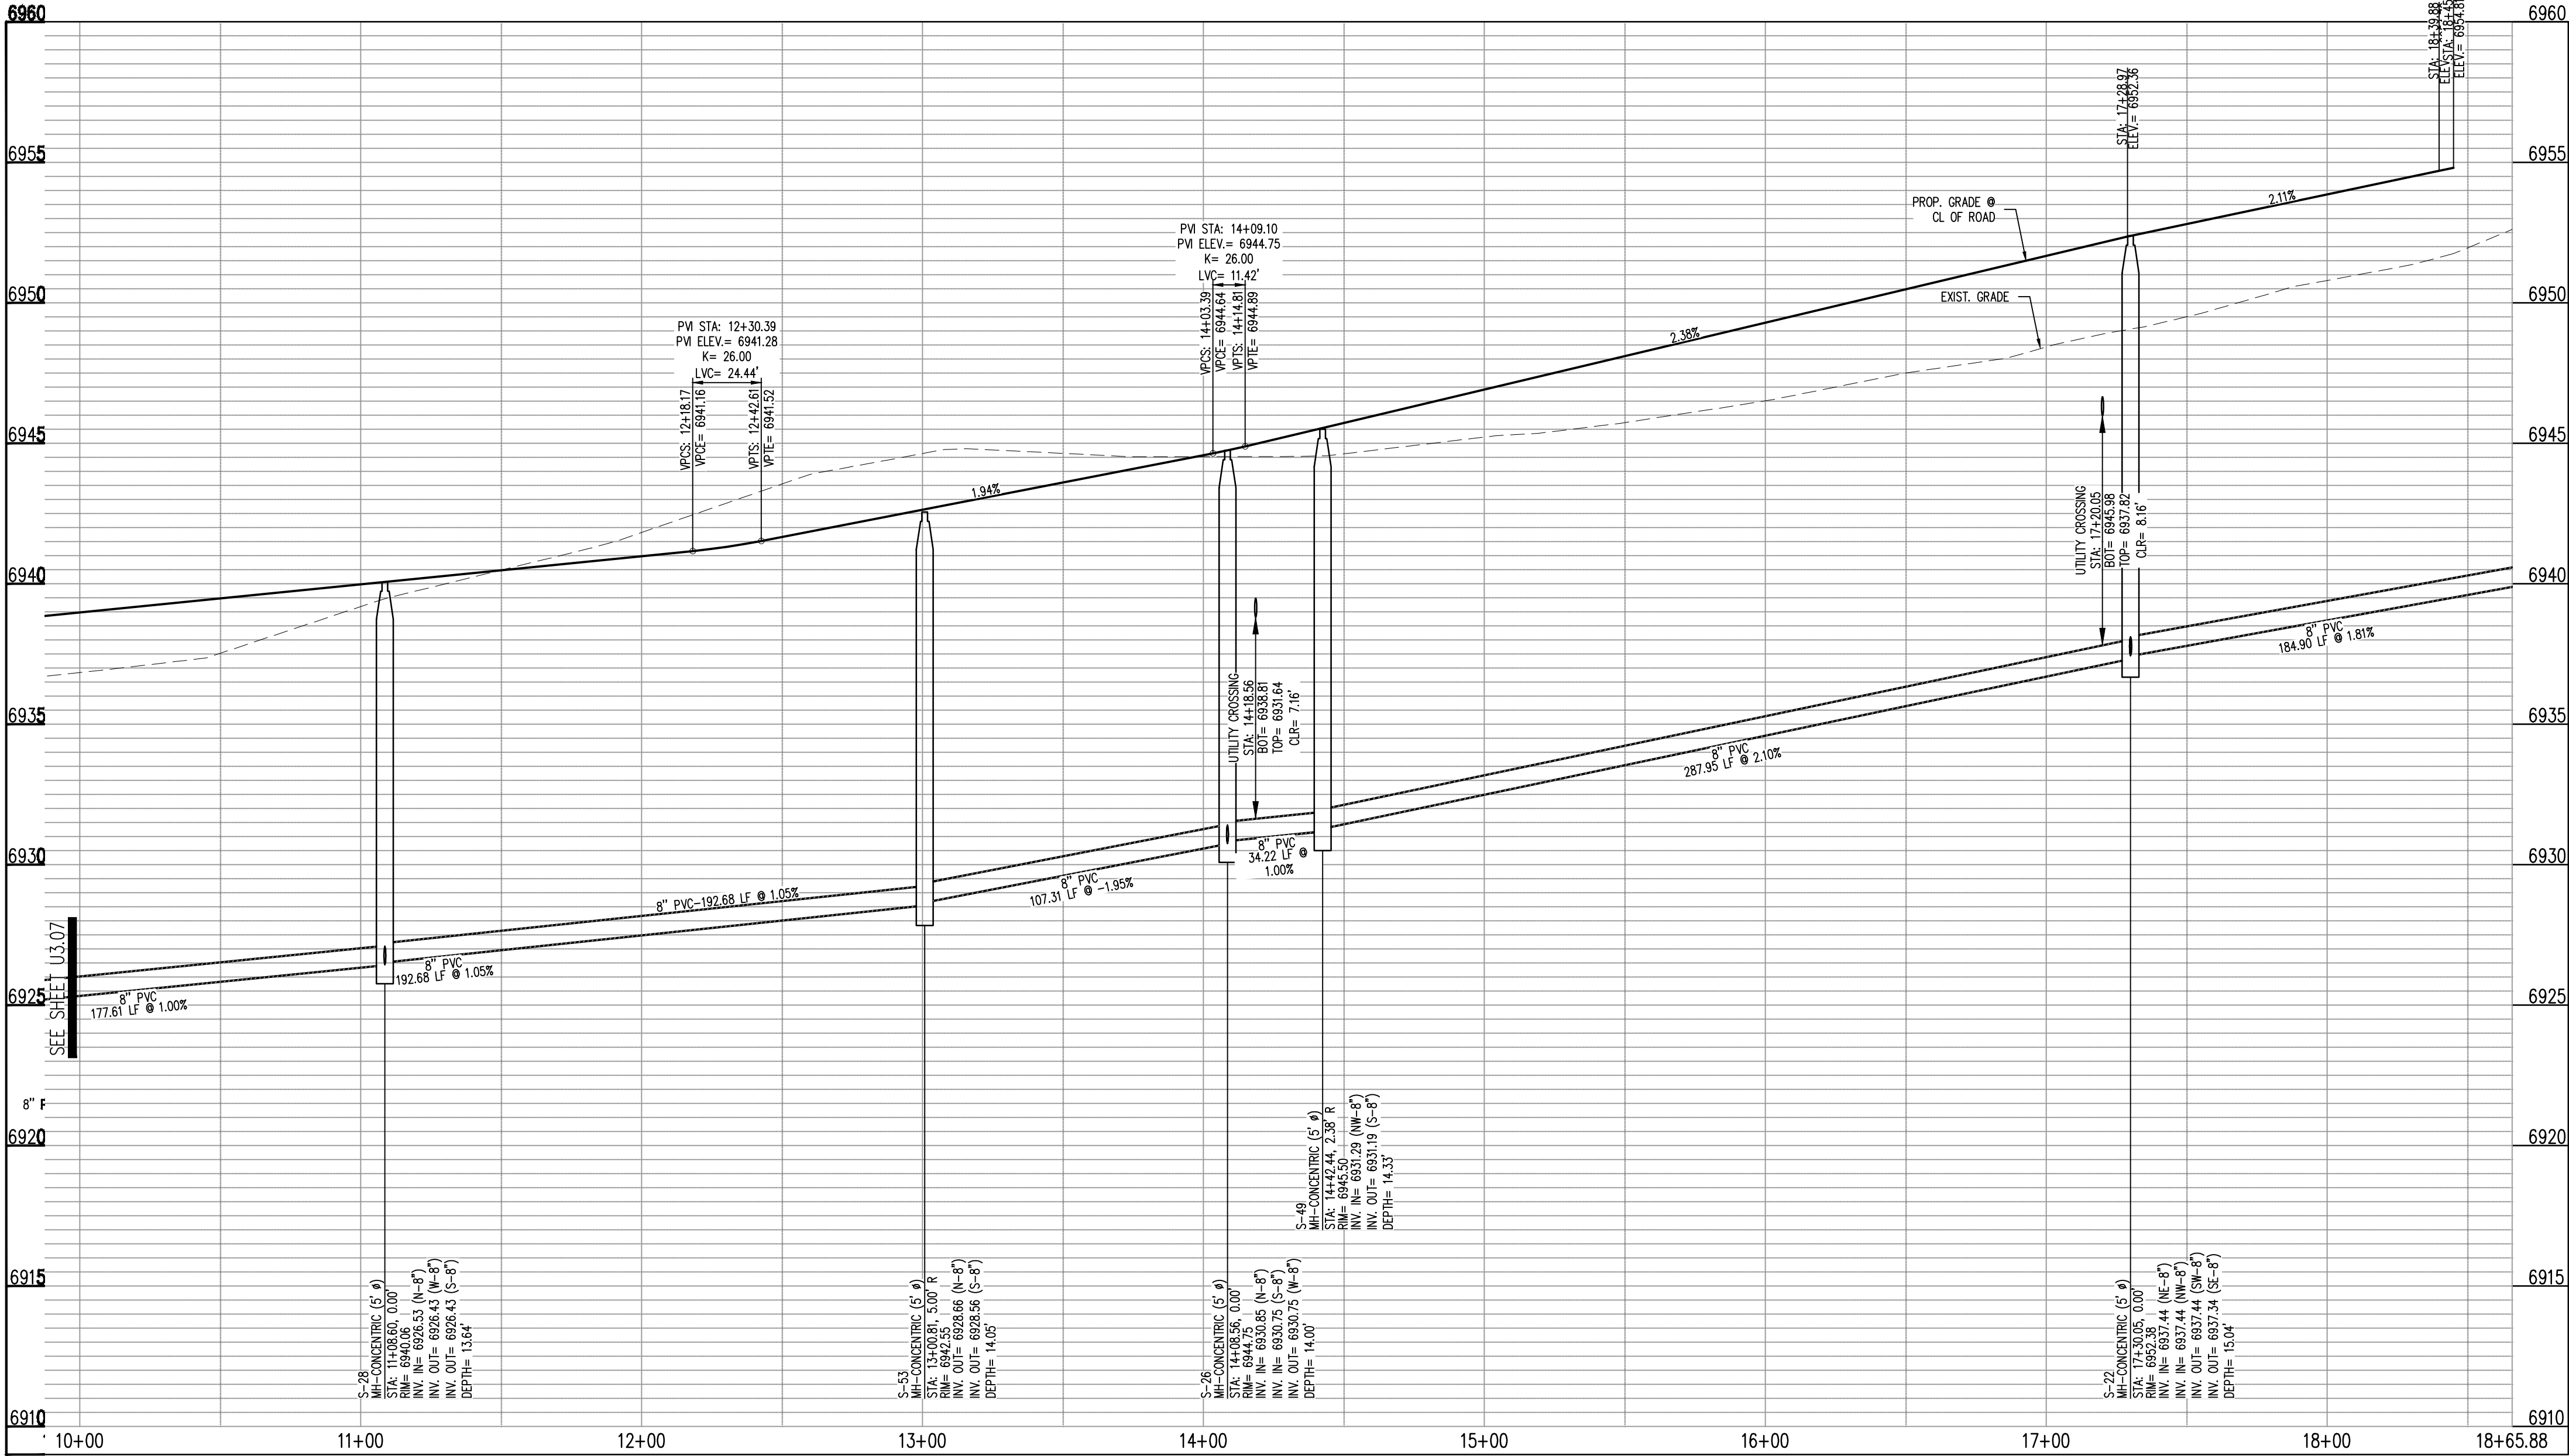 6960
6955
6950
6945
6940
6935
6930
6925
6920
6915
6910
6960
6955
6950
6945
6940
6935
6930
6925
6920
6915
6910
10+00
11+00
12+00
13+00
14+00
15+00
16+00
17+00
18+00
18+65.88
STA: 18+39.88
ELEV.= 6954.81
STA: 17+28.97
ELEV.= 6952.36
2.11%
PROP. GRADE @
CL OF ROAD
EXIST. GRADE
2.38%
PVI STA: 14+09.10
PVI ELEV.= 6944.75
K= 26.00
LVC= 11.42'
VPCS: 14+03.39
VPCE= 6944.64
VPTS: 14+14.81
VPTE= 6944.89
PVI STA: 12+30.39
PVI ELEV.= 6941.28
K= 26.00
LVC= 24.44'
VPCS: 12+18.17
VPCE= 6941.16
VPTS: 12+42.61
VPTE= 6941.52
1.94%
UTILITY CROSSING
STA: 17+20.05
BOT= 6945.98
TOP= 6937.82
CLR= 8.16'
UTILITY CROSSING
STA: 14+18.56
BOT= 6938.81
TOP= 6931.64
CLR= 7.16'
8" PVC
184.90 LF @ 1.81%
8" PVC
287.95 LF @ 2.10%
8" PVC
34.22 LF @
1.00%
8" PVC
107.31 LF @ -1.95%
8" PVC-192.68 LF @ 1.05%
8" PVC
192.68 LF @ 1.05%
8" PVC
177.61 LF @ 1.00%
SEE SHEET U3.07
8"
S-28
MH-CONCENTRIC (5' ø)
STA: 11+08.60, 0.00'
RIM= 6940.06
INV. IN= 6926.53 (N-8")
INV. OUT= 6926.43 (W-8")
INV. OUT= 6926.43 (S-8")
DEPTH= 13.64'
S-53
MH-CONCENTRIC (5' ø)
STA: 13+00.81, 5.00' R
RIM= 6942.55
INV. OUT= 6928.66 (N-8")
INV. OUT= 6928.56 (S-8")
DEPTH= 14.05'
S-26
MH-CONCENTRIC (5' ø)
STA: 14+08.56, 0.00'
RIM= 6944.75
INV. IN= 6930.85 (N-8")
INV. IN= 6930.75 (S-8")
INV. OUT= 6930.75 (W-8")
DEPTH= 14.00'
S-49
MH-CONCENTRIC (5' ø)
STA: 14+42.44, 2.38' R
RIM= 6945.50
INV. IN= 6931.29 (NW-8")
INV. OUT= 6931.19 (S-8")
DEPTH= 14.33'
S-22
MH-CONCENTRIC (5' ø)
STA: 17+30.05, 0.00'
RIM= 6952.38
INV. IN= 6937.44 (NE-8")
INV. IN= 6937.44 (NW-8")
INV. OUT= 6937.44 (SW-8")
INV. OUT= 6937.34 (SE-8")
DEPTH= 15.04'